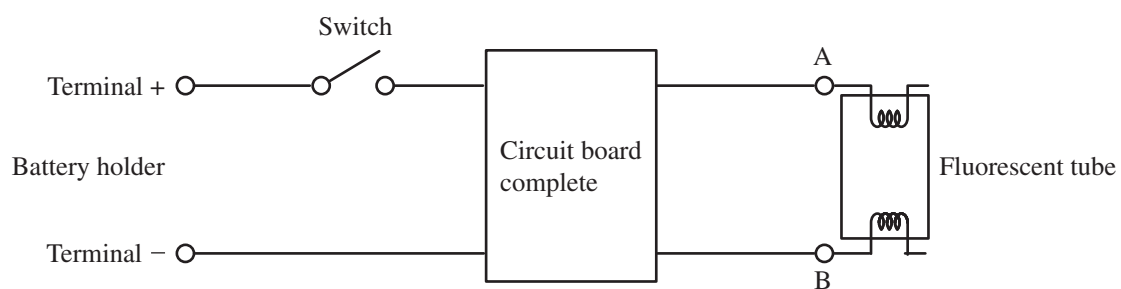 Switch
Terminal +
A
Battery holder
Circuit board
complete
Fluorescent tube
Terminal −
B